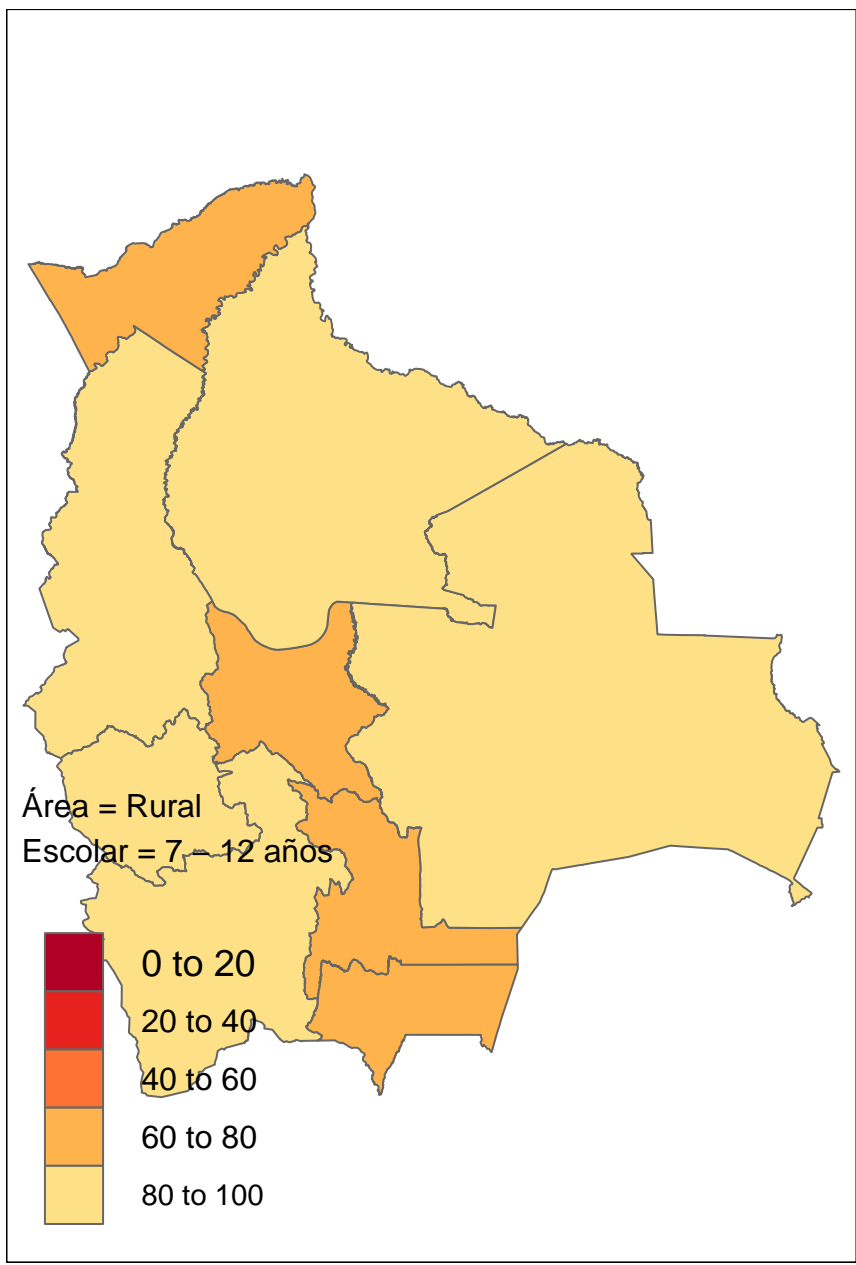 Área = Rural
Escolar = 7 – 12 años
0 to 20
20 to 40
40 to 60
60 to 80
80 to 100